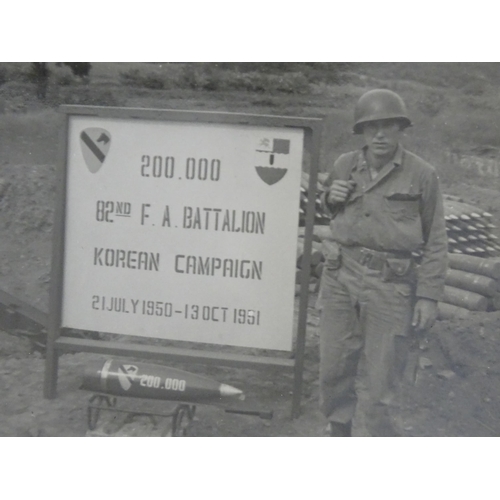 200.000
82ND F. A. BATTALION
KOREAN CAMPAIGN
21 JULY 1950-13 OCT 1951
200.000